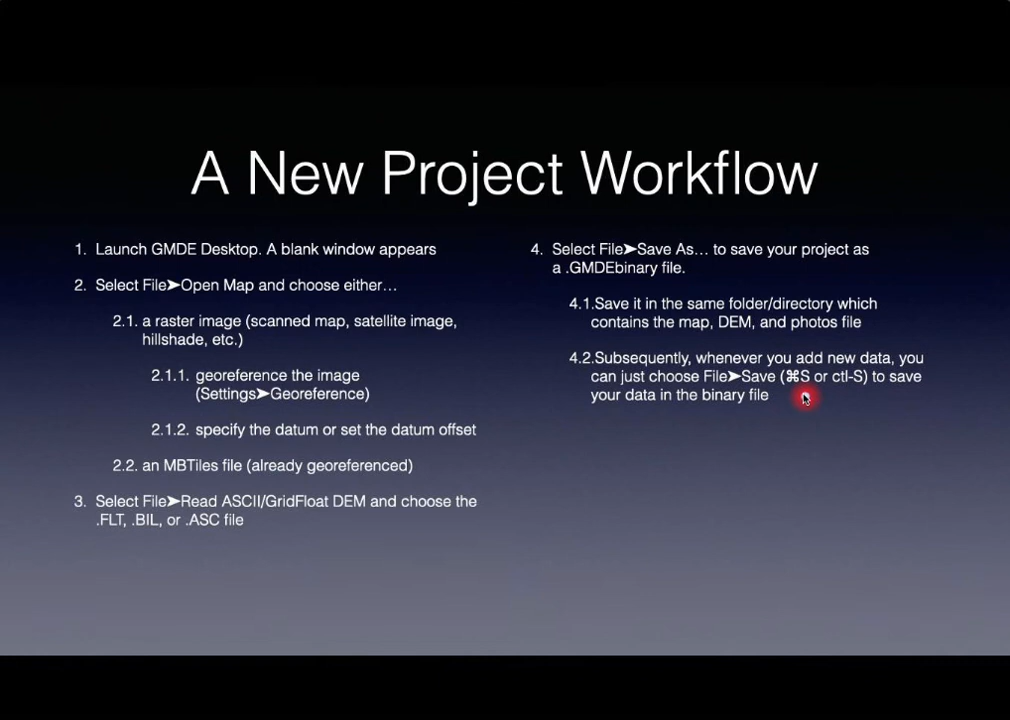 A New Project Workflow
1. Launch GMDE Desktop. A blank window appears
2. Select File➤Open Map and choose either…
2.1. a raster image (scanned map, satellite image,
hillshade, etc.)
2.1.1. georeference the image
(Settings➤Georeference)
2.1.2. specify the datum or set the datum offset
2.2. an MBTiles file (already georeferenced)
3. Select File➤Read ASCII/GridFloat DEM and choose the
.FLT, .BIL, or .ASC file
4. Select File➤Save As… to save your project as
a .GMDEbinary file.
4.1.Save it in the same folder/directory which
contains the map, DEM, and photos file
4.2.Subsequently, whenever you add new data, you
can just choose File➤Save (⌘S or ctl-S) to save
your data in the binary file